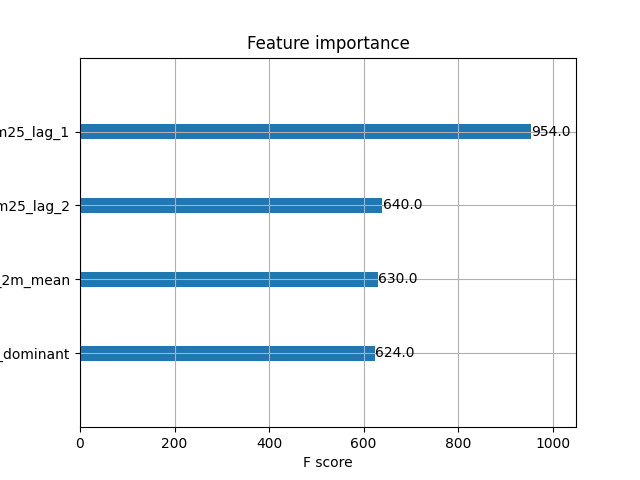 Feature importance
m25_lag_1
954.0
m25_lag_2
640.0
_2m_mean
630.0
_dominant
624.0
0 200 400 600 800 1000
F score